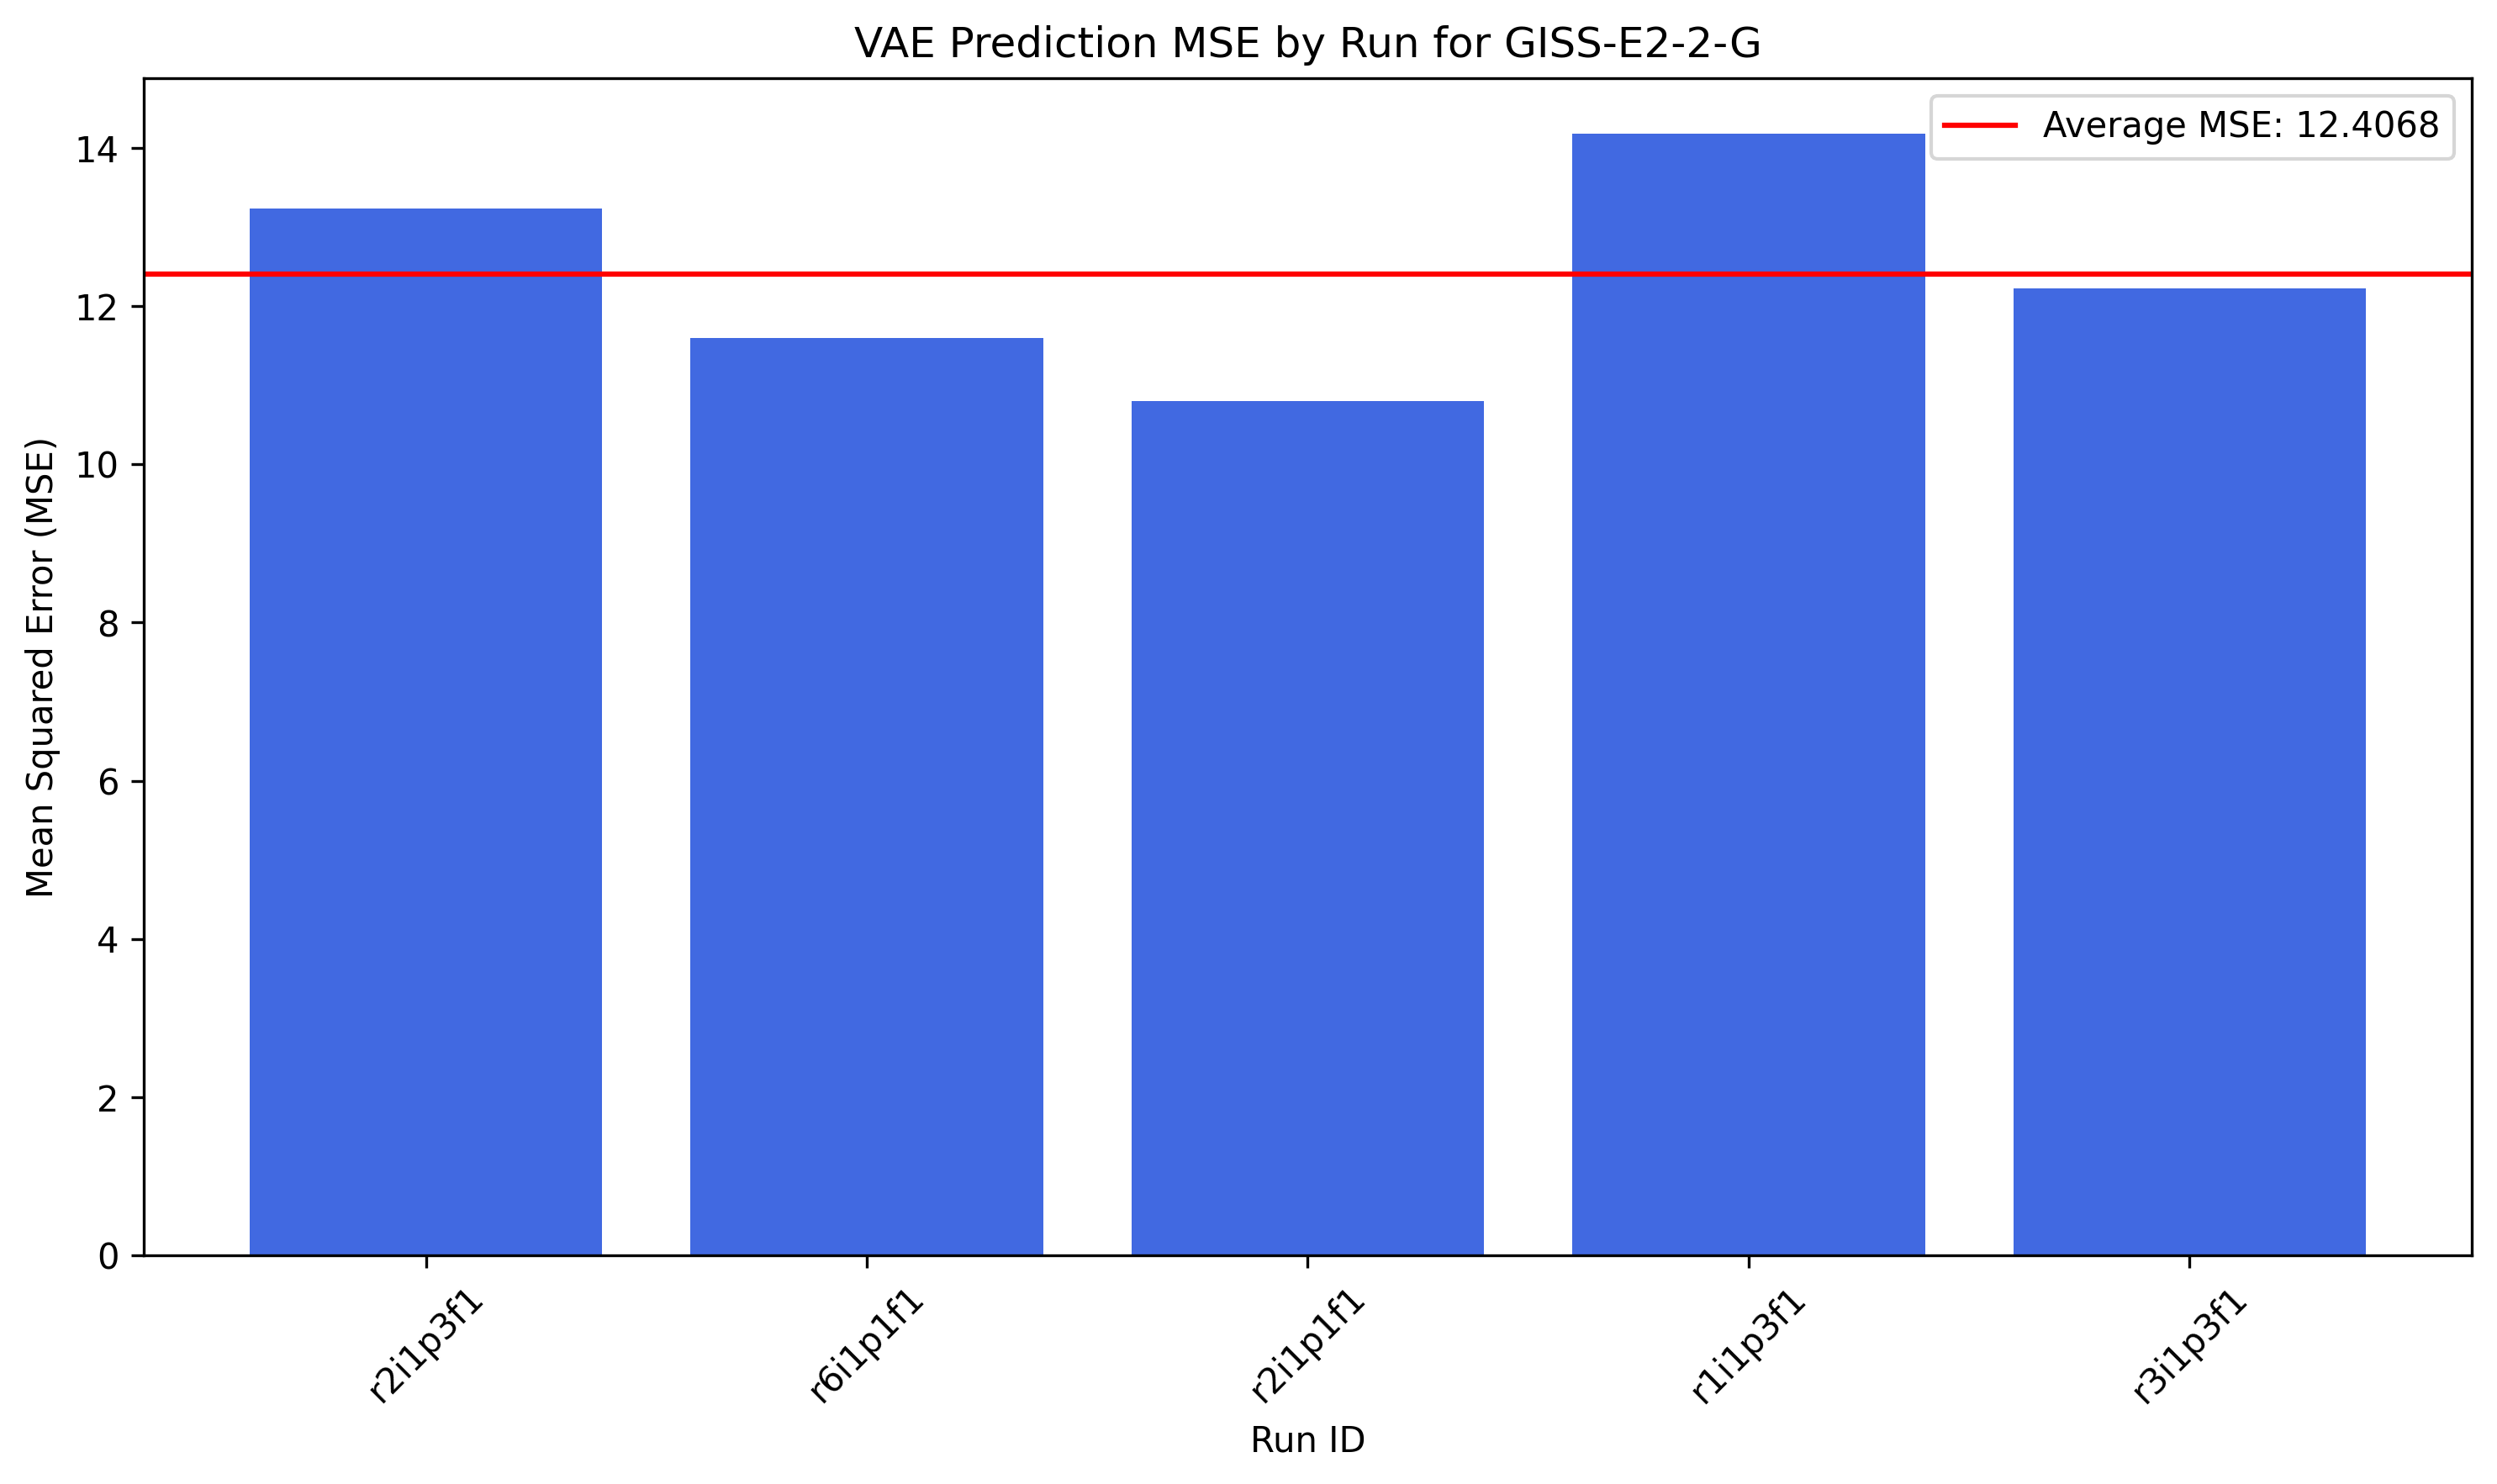 VAE Prediction MSE by Run for GISS-E2-2-G
Average MSE: 12.4068
Mean Squared Error (MSE)
14
12
10
8
6
4
2
0
r2i1p3f1
r6i1p1f1
r2i1p1f1
r1i1p3f1
r3i1p3f1
Run ID